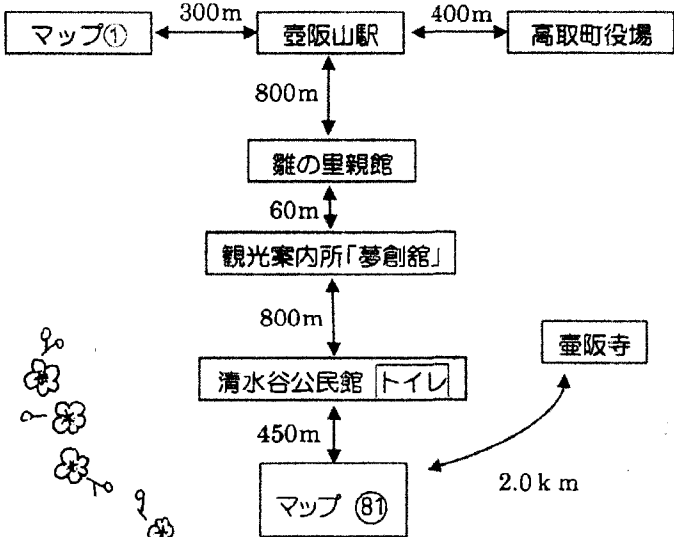 300m 400m
マップ① 壺阪山駅 高取町役場
800m
雛の里親館
60m
観光案内所「夢創舘」
800m
壷阪寺
清水谷公民館 トイレ
450m
2.0km
マップ ㉛